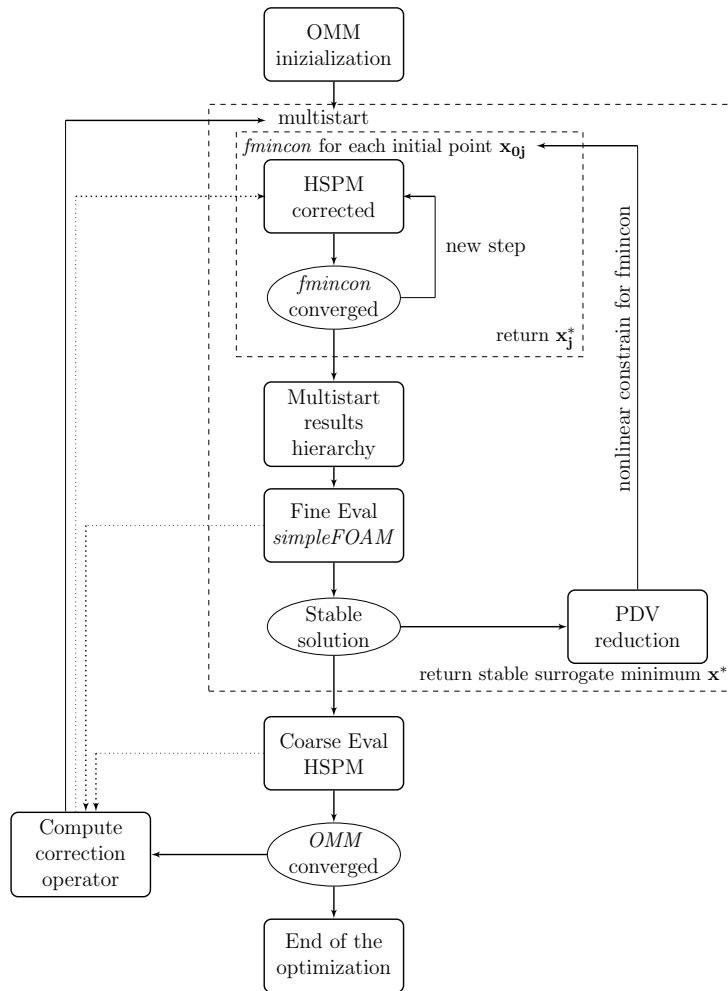 OMM
inizialization
multistart
fmincon for each initial point x0j
HSPM
corrected
new step
fmincon
converged
return x*j
nonlinear constrain for fmincon
Multistart
results
hierarchy
Fine Eval
simpleFOAM
Stable
solution
PDV
reduction
return stable surrogate minimum x*
Coarse Eval
HSPM
Compute
correction
operator
OMM
converged
End of the
optimization